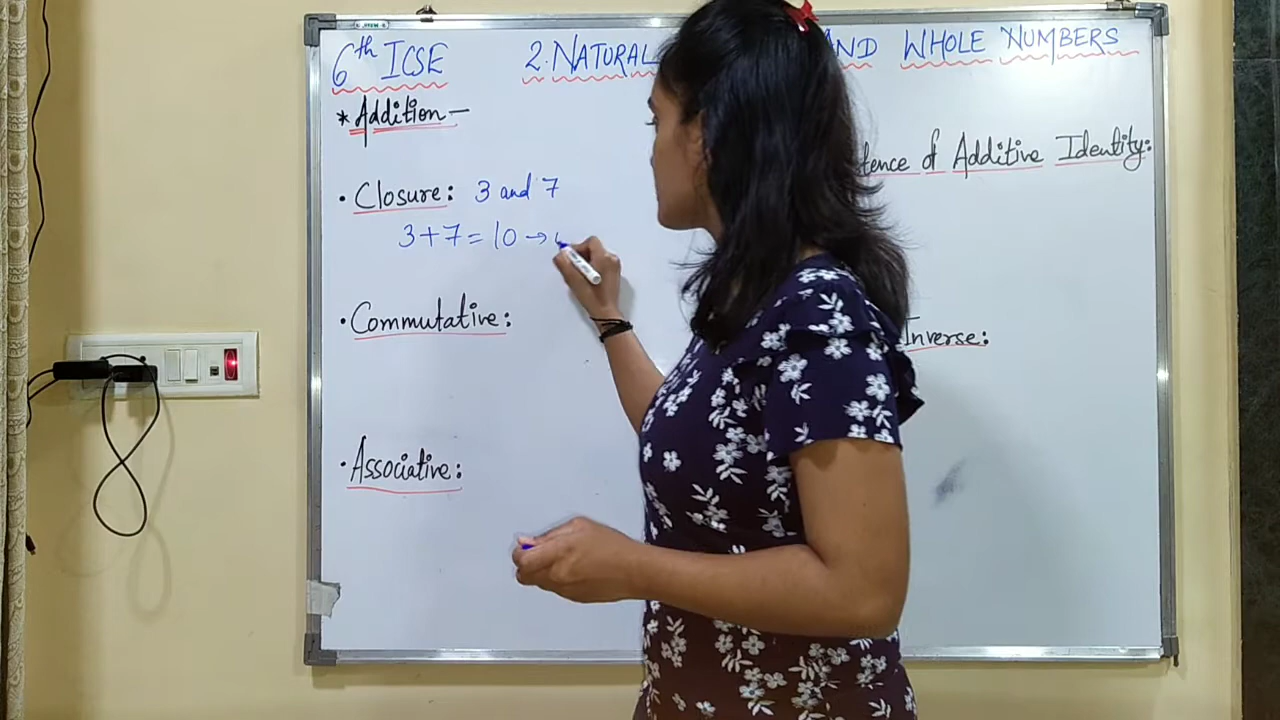 6th ICSE 2. NATURAL AND WHOLE NUMBERS
* Addition -
tence of Additive Identity:
• Closure: 3 and 7
3+7=10→
• Commutative:
Inverse:
• Associative: